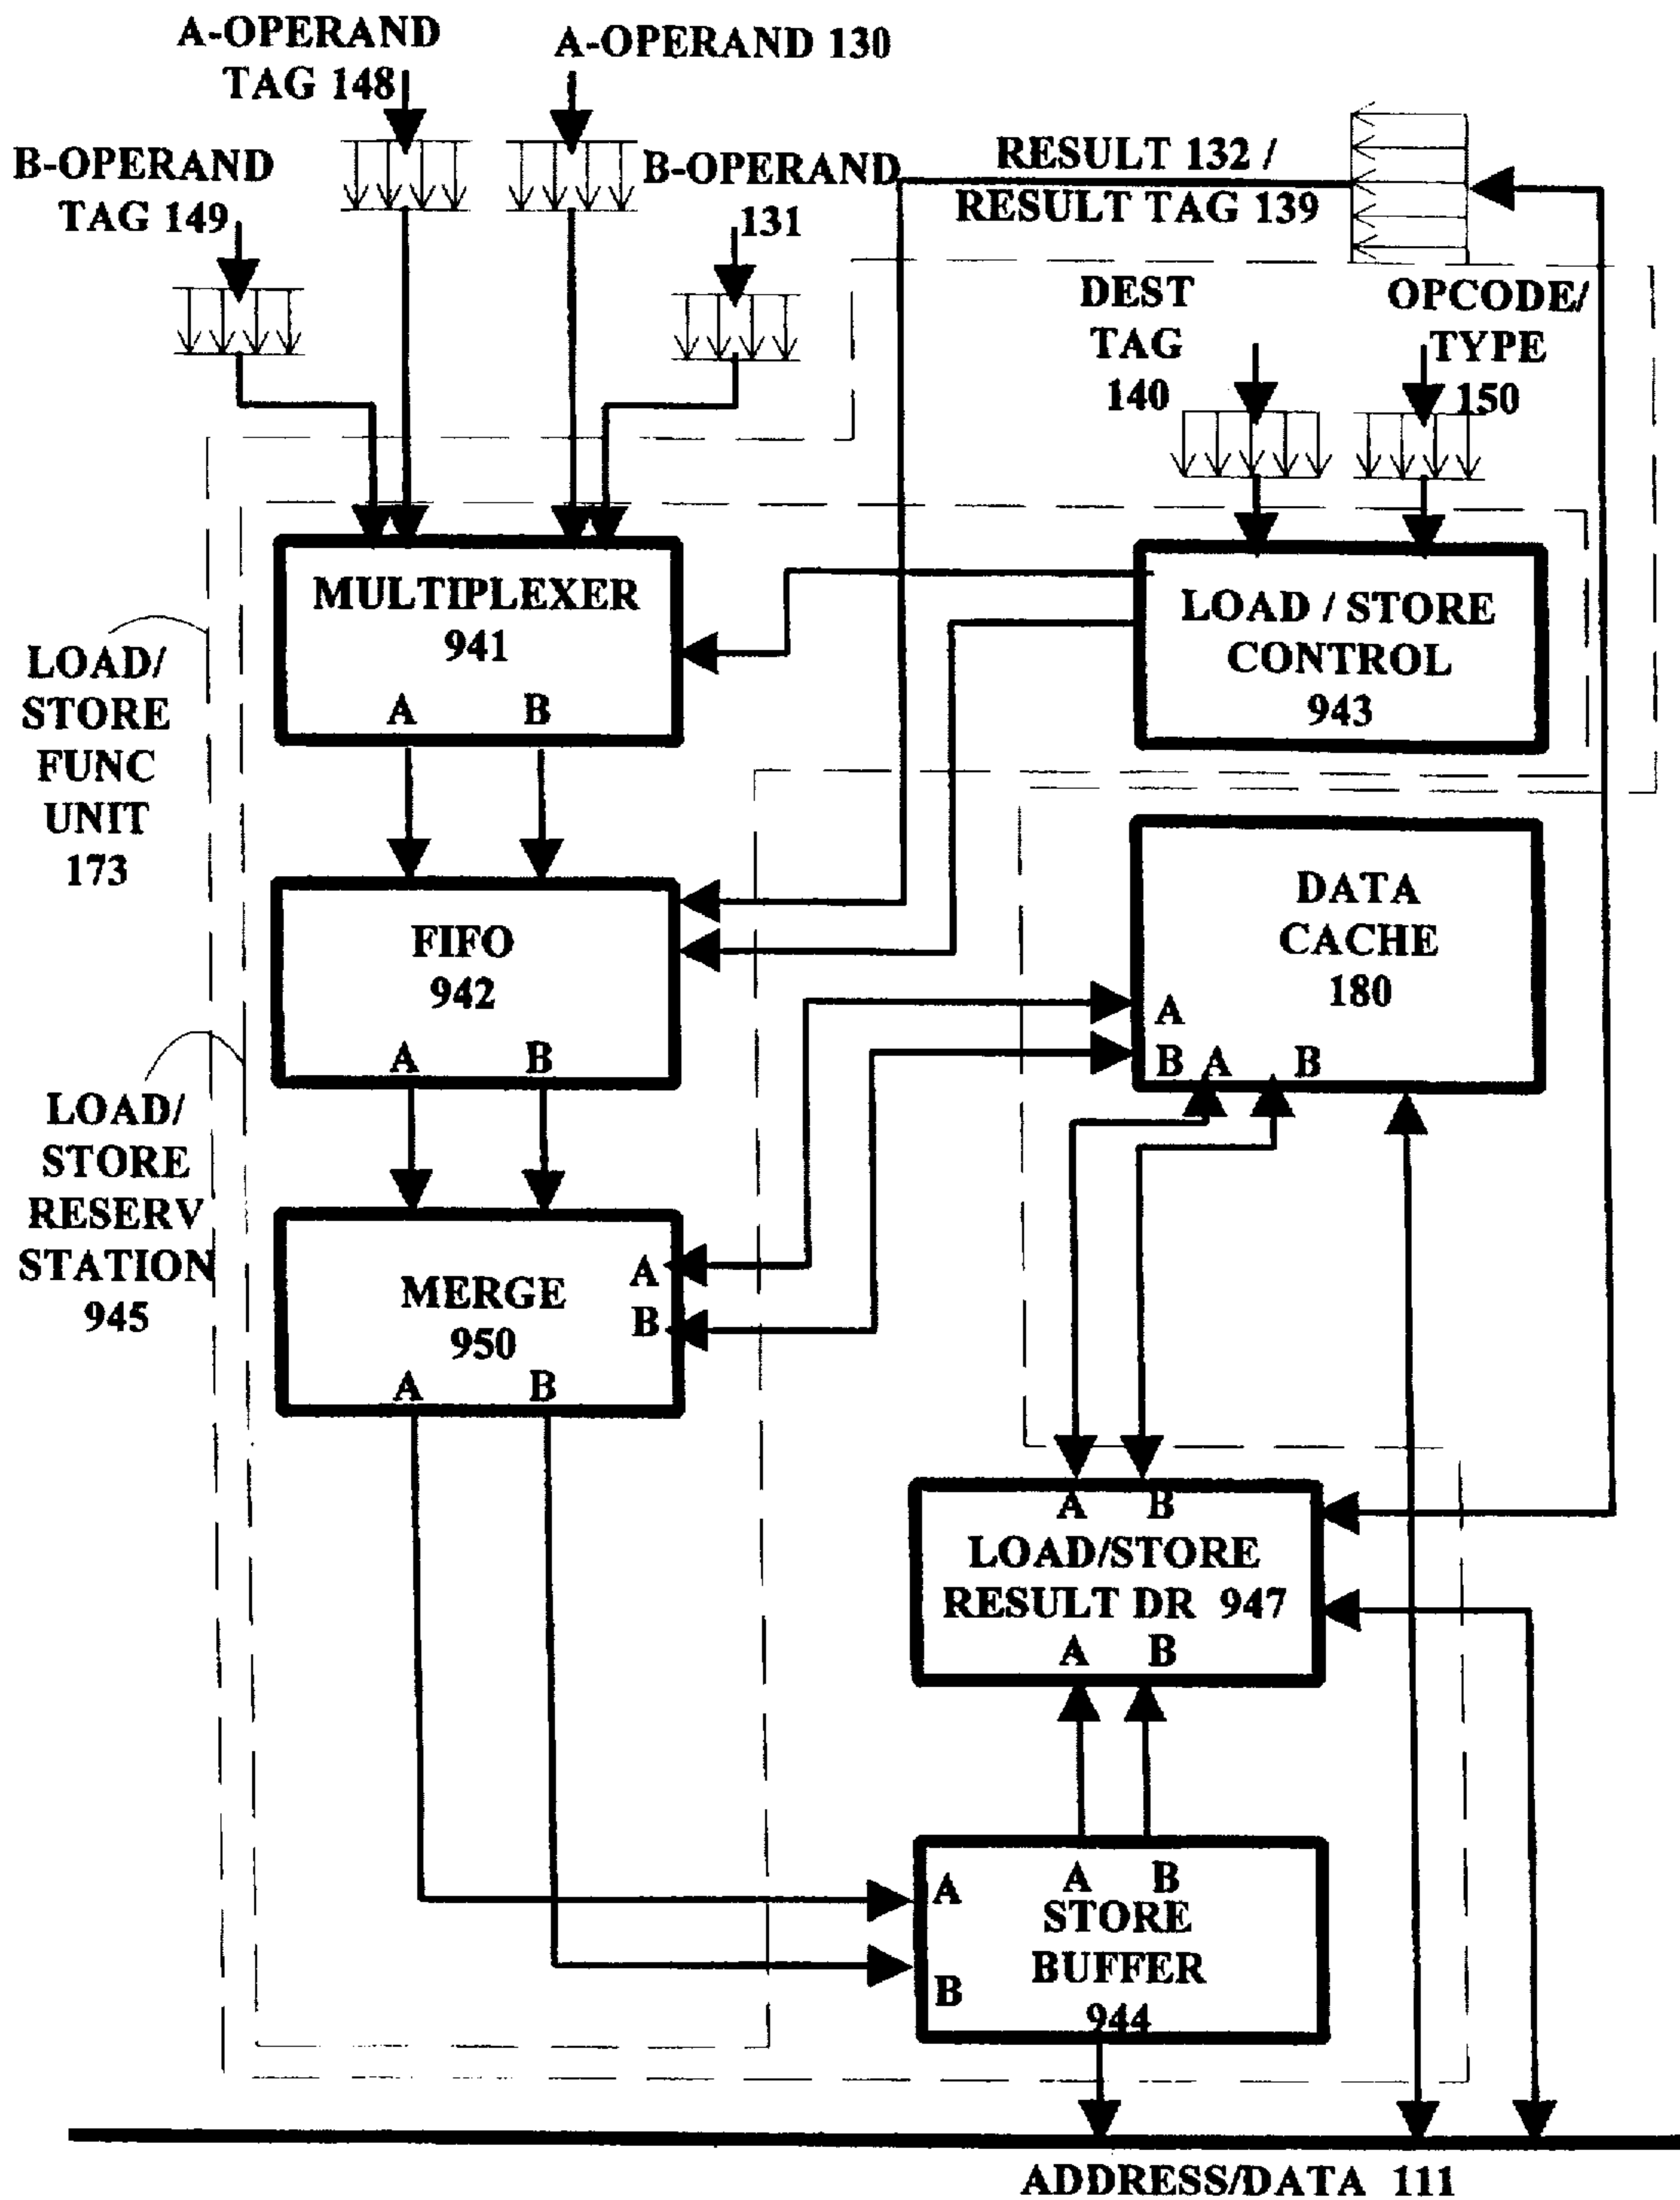 A-OPERAND
TAG 148
A-OPERAND 130
B-OPERAND
TAG 149
B-OPERAND
131
RESULT 132 /
RESULT TAG 139
DEST
TAG
140
OPCODE/
TYPE
150
MULTIPLEXER
941
A B
LOAD / STORE
CONTROL
943
LOAD/
STORE
FUNC
UNIT
173
FIFO
942
A B
DATA
CACHE
180
A
B A B
LOAD/
STORE
RESERV
STATION
945
MERGE
950
A
B
A B
A B
LOAD/STORE
RESULT DR 947
A B
A B
A
STORE
BUFFER
B
944
ADDRESS/DATA 111